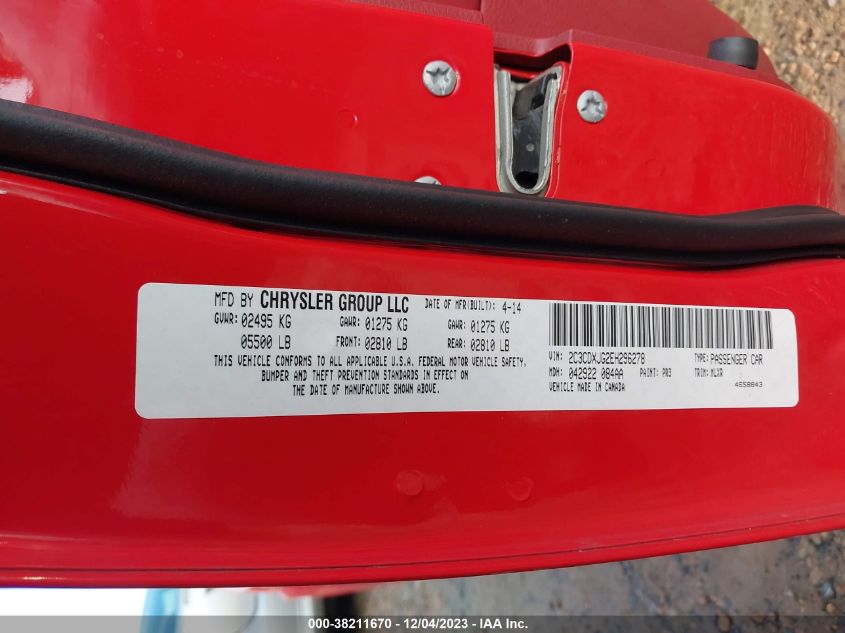 MFD BY CHRYSLER GROUP LLC DATE OF MFR(BUILT): 4-14
GVWR: 02495 KG GAWR: 01275 KG GAWR: 01275 KG
05500 LB FRONT: 02810 LB REAR: 02810 LB
THIS VEHICLE CONFORMS TO ALL APPLICABLE U.S.A. FEDERAL MOTOR VEHICLE SAFETY,
BUMPER AND THEFT PREVENTION STANDARDS IN EFFECT ON
THE DATE OF MANUFACTURE SHOWN ABOVE.
VIN: 2C3CDXJG2EH296278 TYPE: PASSENGER CAR
MDH: 042922 084AA PAINT: PR3 TRIM: MLXR
VEHICLE MADE IN CANADA 4658843
000-38211670 - 12/04/2023 - IAA Inc.